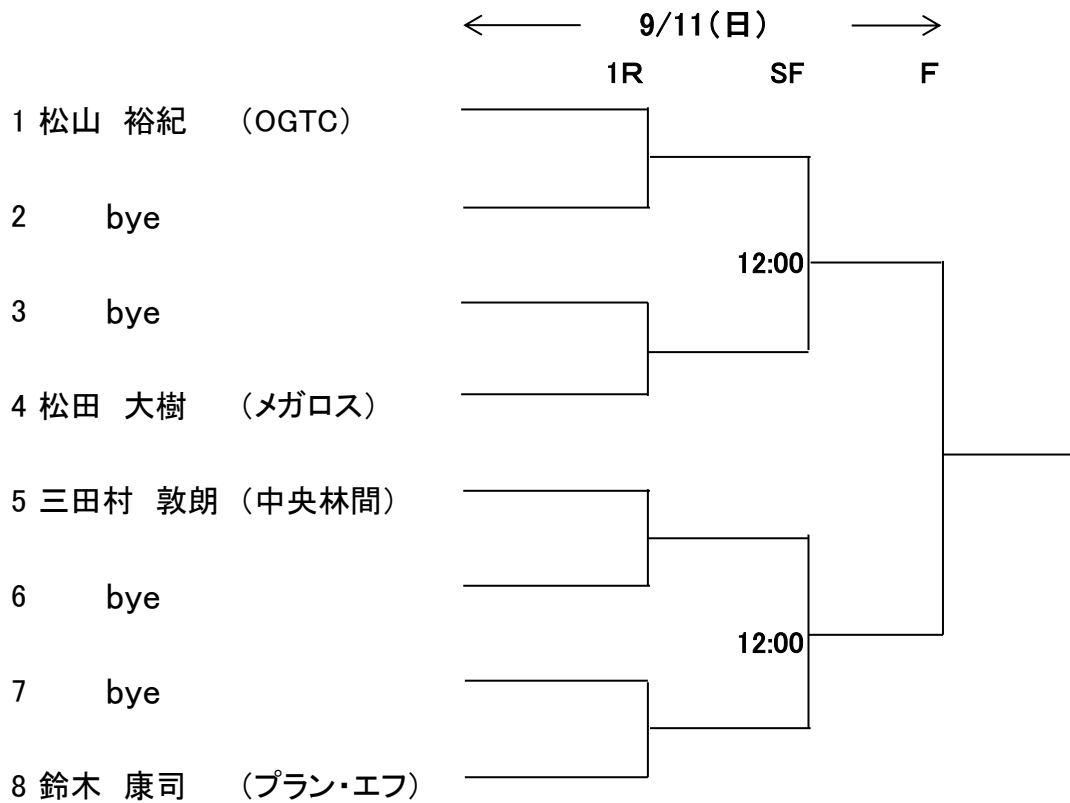 9/11(日)
1R SF F
1 松山 裕紀 (OGTC)
2 bye
12:00
3 bye
4 松田 大樹 (メガロス)
5 三田村 敦朗 (中央林間)
6 bye
12:00
7 bye
8 鈴木 康司 (プラン・エフ)